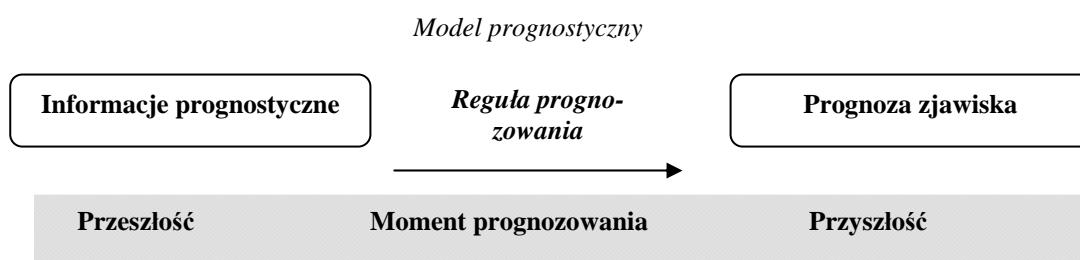 Model prognostyczny
Informacje prognostyczne
Reguła progno-
zowania
Prognoza zjawiska
Przeszłość
Moment prognozowania
Przyszłość